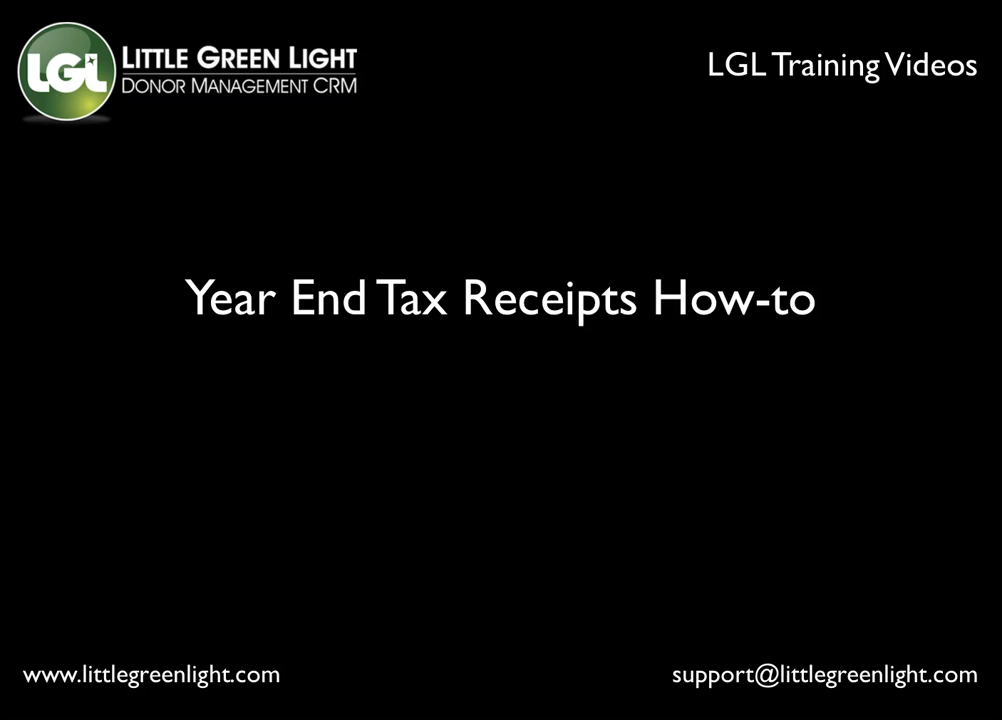 LGL
LITTLE GREEN LIGHT
DONOR MANAGEMENT CRM
LGL Training Videos
Year End Tax Receipts How-to
www.littlegreenlight.com
support@littlegreenlight.com